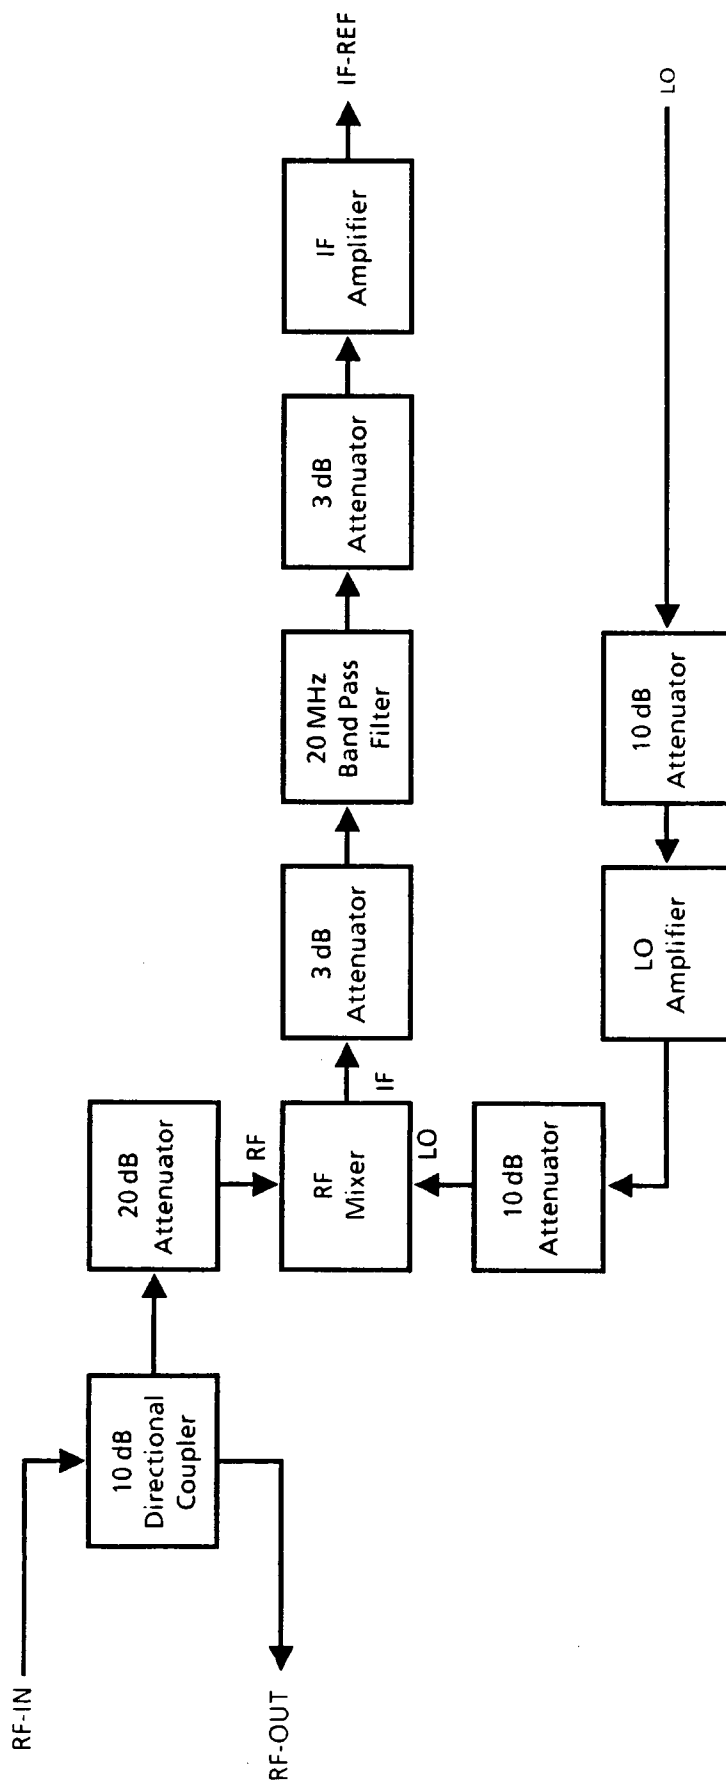 RF-IN
RF-OUT
10 dB
Directional
Coupler
20 dB
Attenuator
RF
RF
Mixer
IF
LO
3 dB
Attenuator
20 MHz
Band Pass
Filter
3 dB
Attenuator
IF
Amplifier
IF-REF
10 dB
Attenuator
LO
Amplifier
10 dB
Attenuator
LO